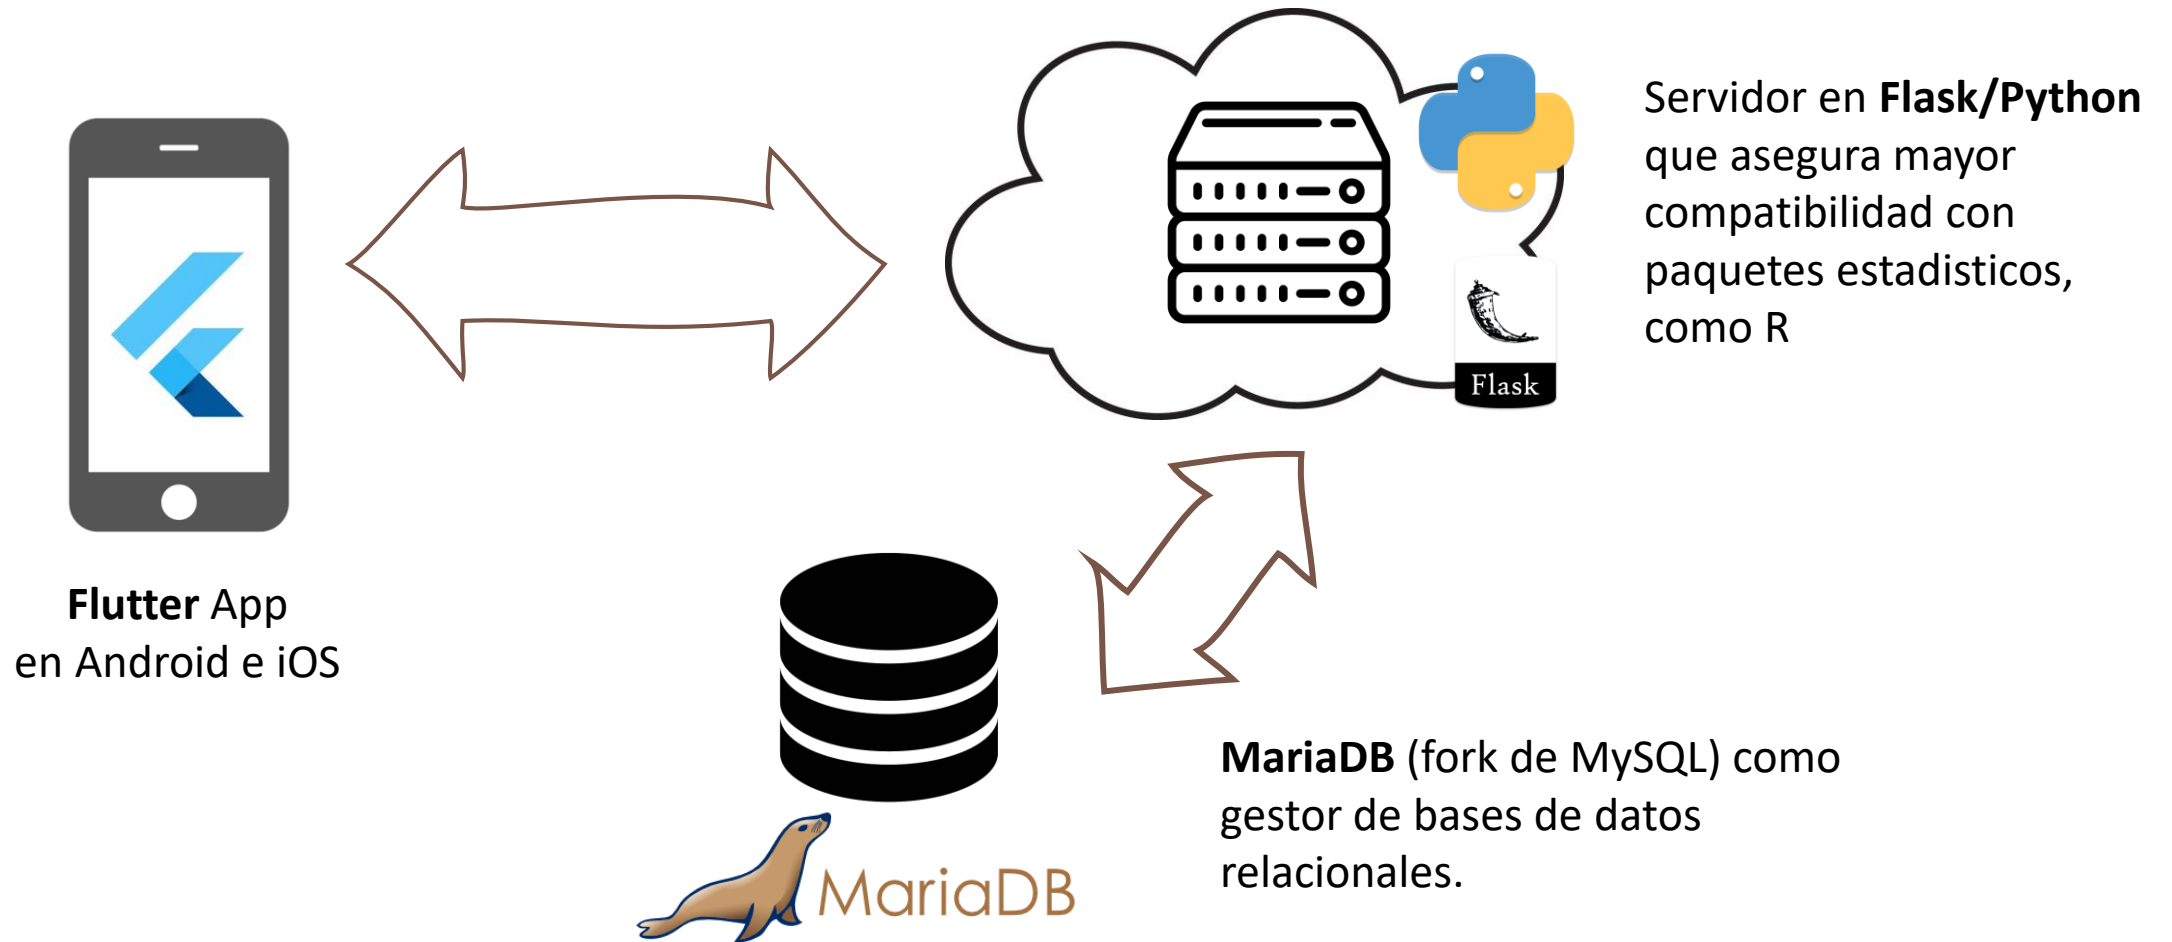 Servidor en Flask/Python
que asegura mayor
compatibilidad con
paquetes estadisticos,
como R
Flask
Flutter App
en Android e iOS
MariaDB (fork de MySQL) como
gestor de bases de datos
relacionales.
MariaDB